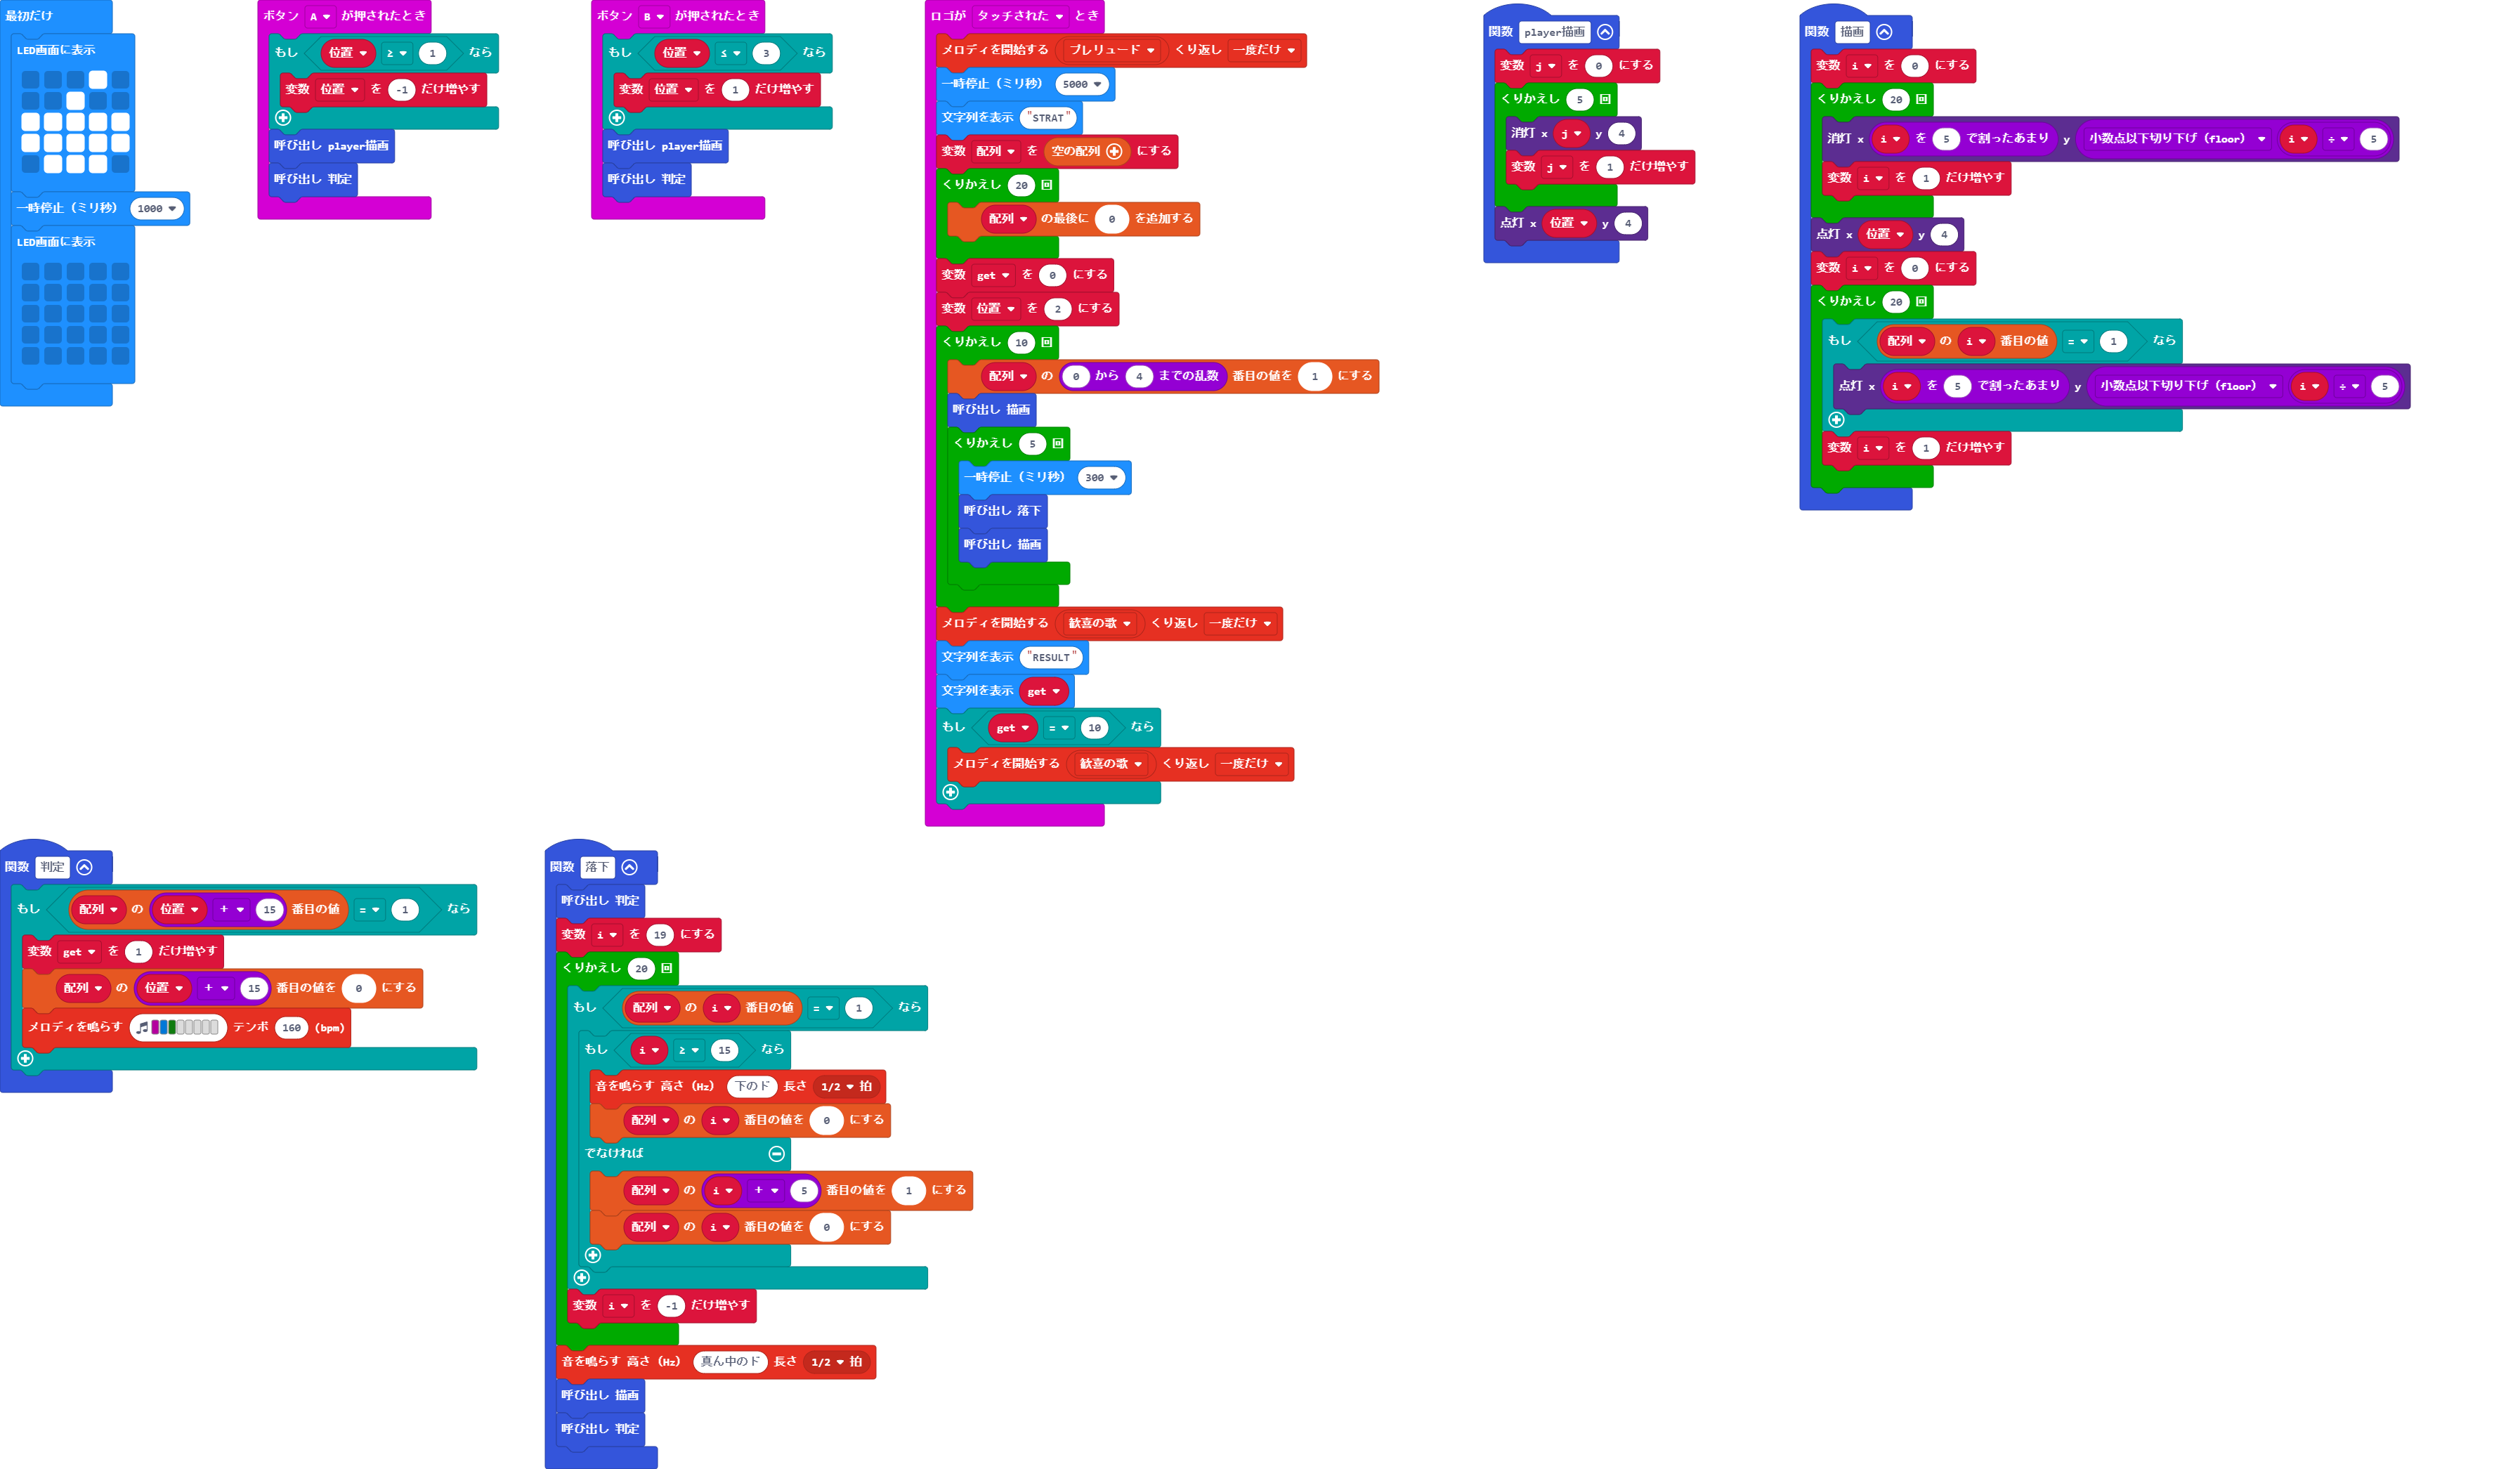 最初だけ
LED画面に表示
一時停止（ミリ秒） 1000
LED画面に表示
ボタン A が押されたとき
もし 位置 ≥ 1 なら
変数 位置 を -1 だけ増やす
呼び出し player描画
呼び出し 判定
ボタン B が押されたとき
もし 位置 ≤ 3 なら
変数 位置 を 1 だけ増やす
呼び出し player描画
呼び出し 判定
ロゴが タッチされた とき
メロディを開始する プレリュード くり返し 一度だけ
一時停止（ミリ秒） 5000
文字列を表示 "STRAT"
変数 配列 を 空の配列 にする
くりかえし 20 回
配列 の最後に 0 を追加する
変数 get を 0 にする
変数 位置 を 2 にする
くりかえし 10 回
配列 の 0 から 4 までの乱数 番目の値を 1 にする
呼び出し 描画
くりかえし 5 回
一時停止（ミリ秒） 300
呼び出し 落下
呼び出し 描画
メロディを開始する 歓喜の歌 くり返し 一度だけ
文字列を表示 "RESULT"
文字列を表示 get
もし get = 10 なら
メロディを開始する 歓喜の歌 くり返し 一度だけ
関数 player描画
変数 j を 0 にする
くりかえし 5 回
消灯 x j y 4
変数 j を 1 だけ増やす
点灯 x 位置 y 4
関数 描画
変数 i を 0 にする
くりかえし 20 回
消灯 x i を 5 で割ったあまり y 小数点以下切り下げ（floor） i ÷ 5
変数 i を 1 だけ増やす
点灯 x 位置 y 4
変数 i を 0 にする
くりかえし 20 回
もし 配列 の i 番目の値 = 1 なら
点灯 x i を 5 で割ったあまり y 小数点以下切り下げ（floor） i ÷ 5
変数 i を 1 だけ増やす
関数 判定
もし 配列 の 位置 + 15 番目の値 = 1 なら
変数 get を 1 だけ増やす
配列 の 位置 + 15 番目の値を 0 にする
メロディを鳴らす テンポ 160 (bpm)
関数 落下
呼び出し 判定
変数 i を 19 にする
くりかえし 20 回
もし 配列 の i 番目の値 = 1 なら
もし i ≥ 15 なら
音を鳴らす 高さ（Hz） 下のド 長さ 1/2 拍
配列 の i 番目の値を 0 にする
でなければ
配列 の i + 5 番目の値を 1 にする
配列 の i 番目の値を 0 にする
変数 i を -1 だけ増やす
音を鳴らす 高さ（Hz） 真ん中のド 長さ 1/2 拍
呼び出し 描画
呼び出し 判定